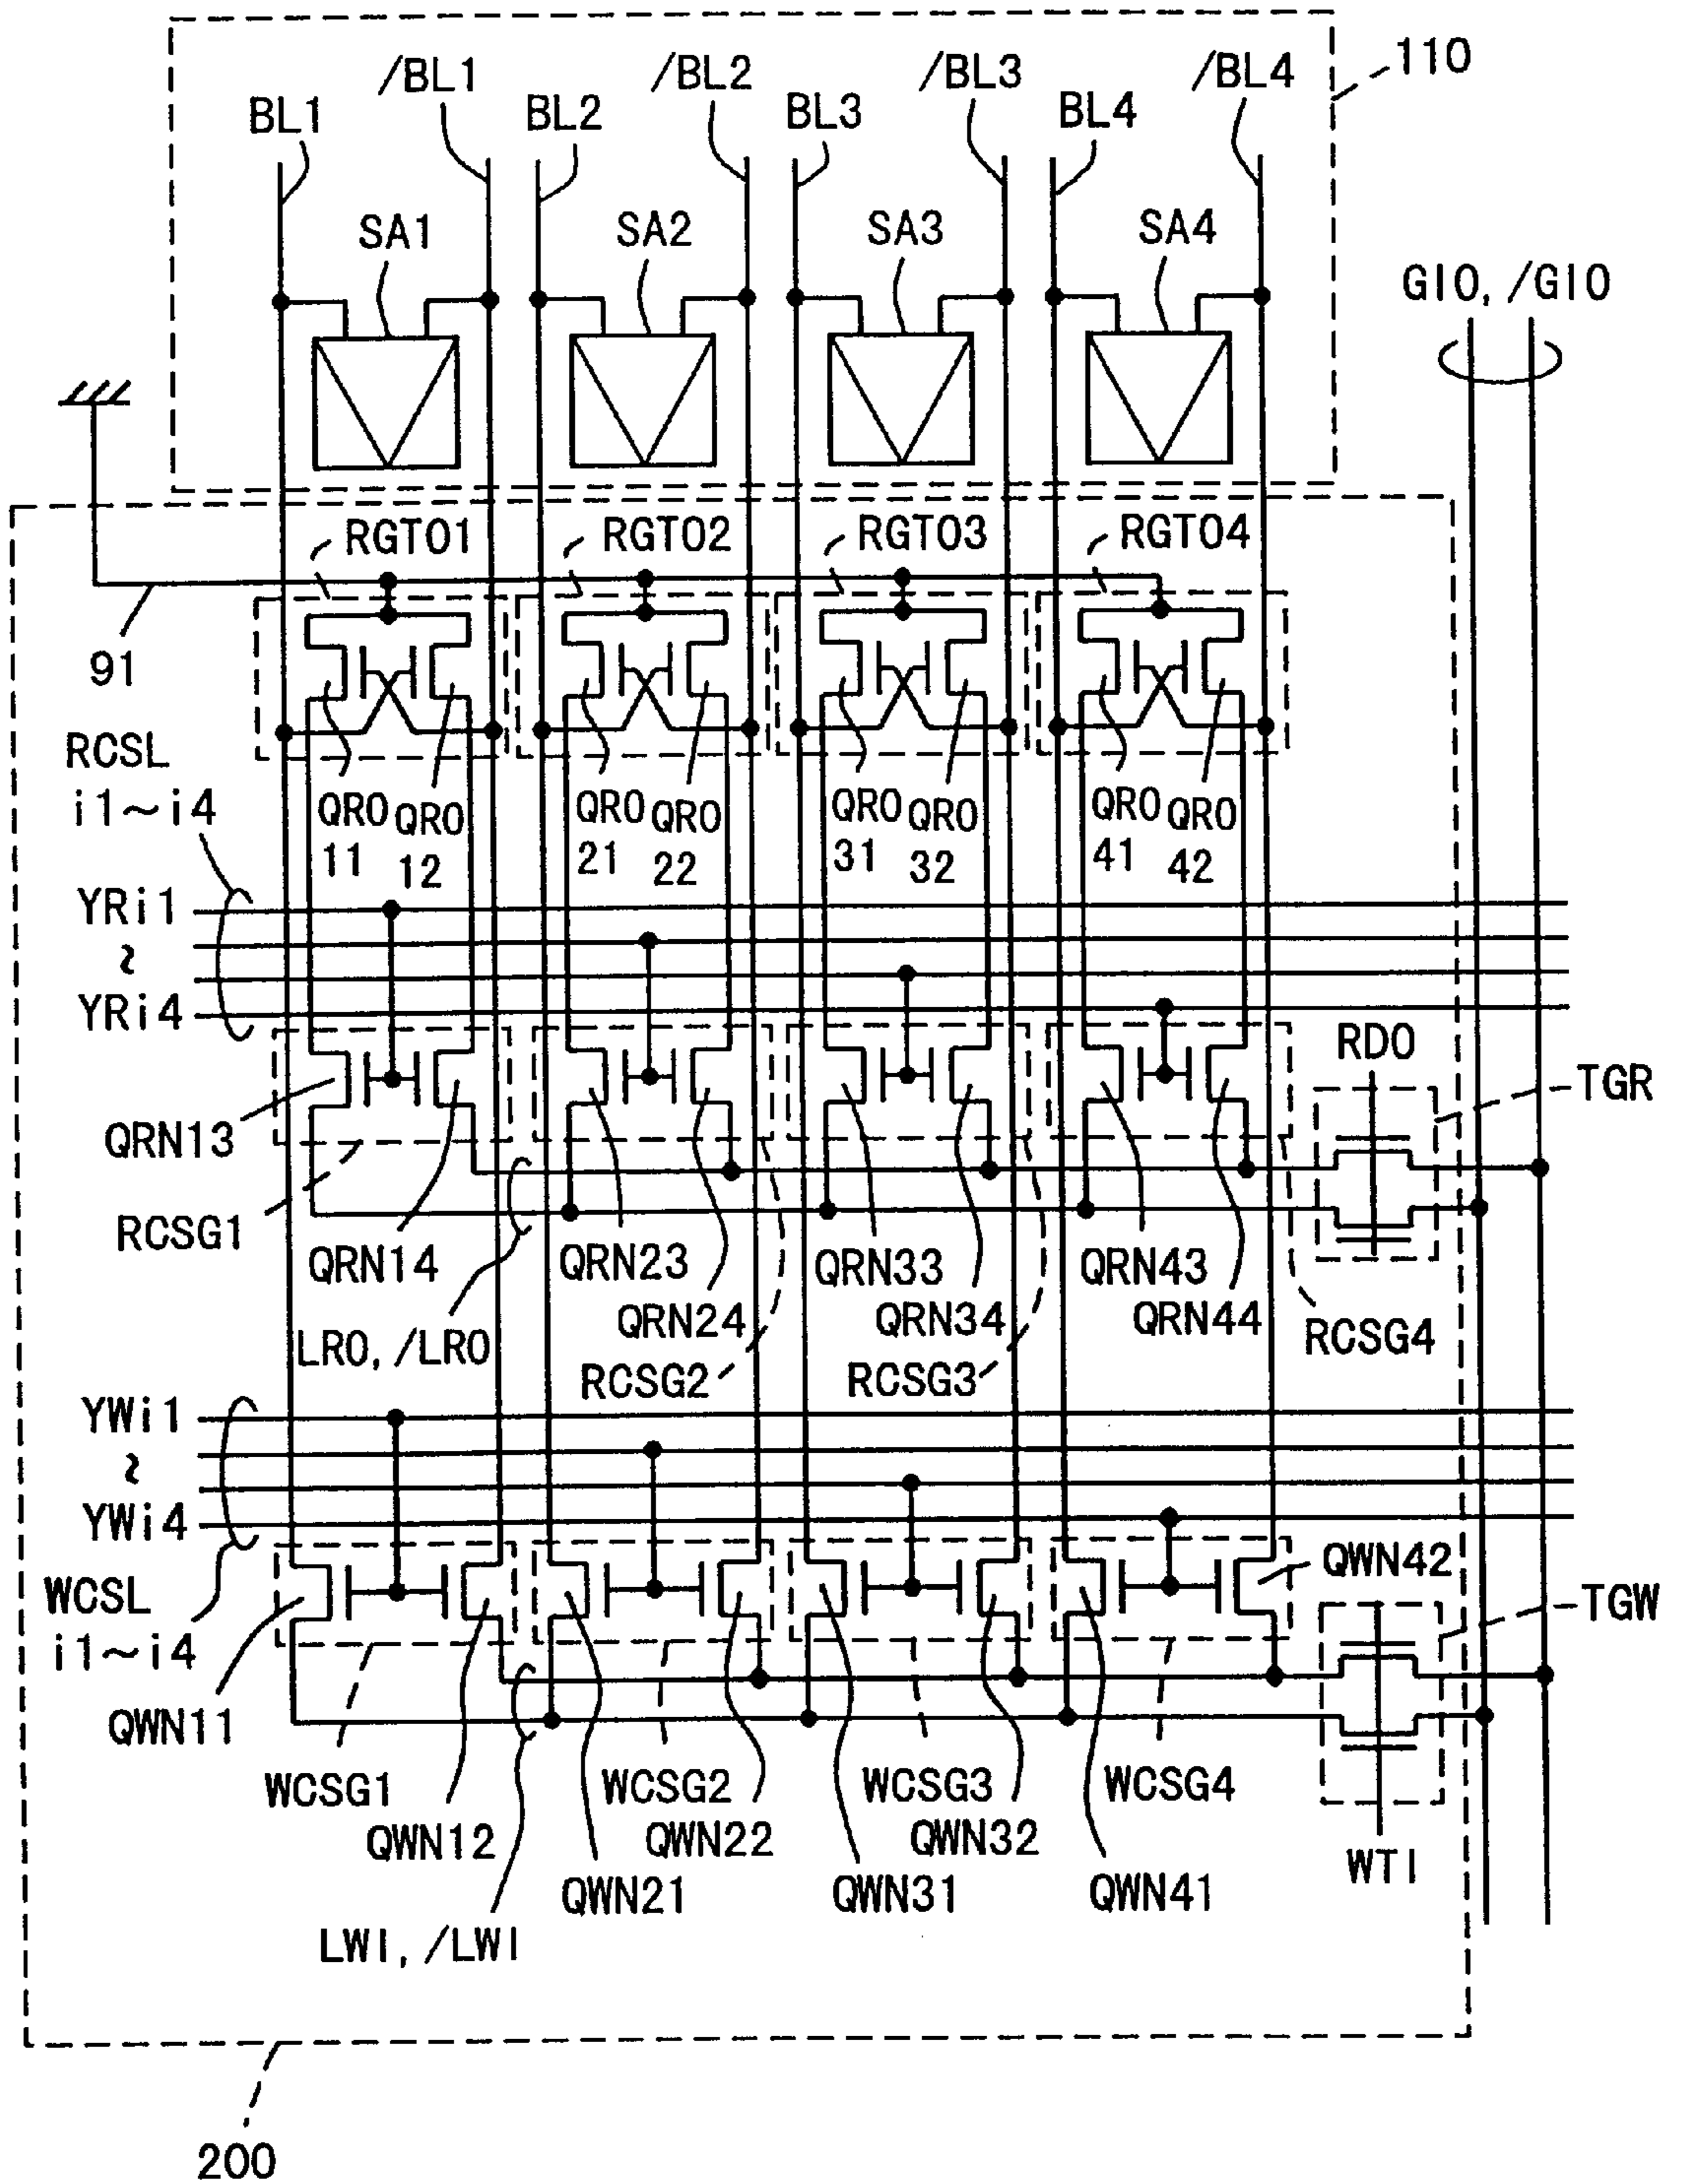 110
/BL1
/BL2
/BL3
/BL4
BL1
BL2
BL3
BL4
SA1
SA2
SA3
SA4
GIO, /GIO
RGTO1
RGTO2
RGTO3
RGTO4
91
RCSL
i1~i4
QRO
11
QRO
12
QRO
21
QRO
22
QRO
31
QRO
32
QRO
41
QRO
42
YRi1
~
YRi4
RDO
TGR
QRN13
RCSG1
QRN14
QRN23
QRN33
QRN43
QRN24
QRN34
QRN44
LRO, /LRO
RCSG2
RCSG3
RCSG4
YWi1
~
YWi4
QWN42
WCSL
i1~i4
TGW
QWN11
WCSG1
WCSG2
WCSG3
WCSG4
QWN12
QWN22
QWN32
WTI
QWN21
QWN31
QWN41
LWI, /LWI
200